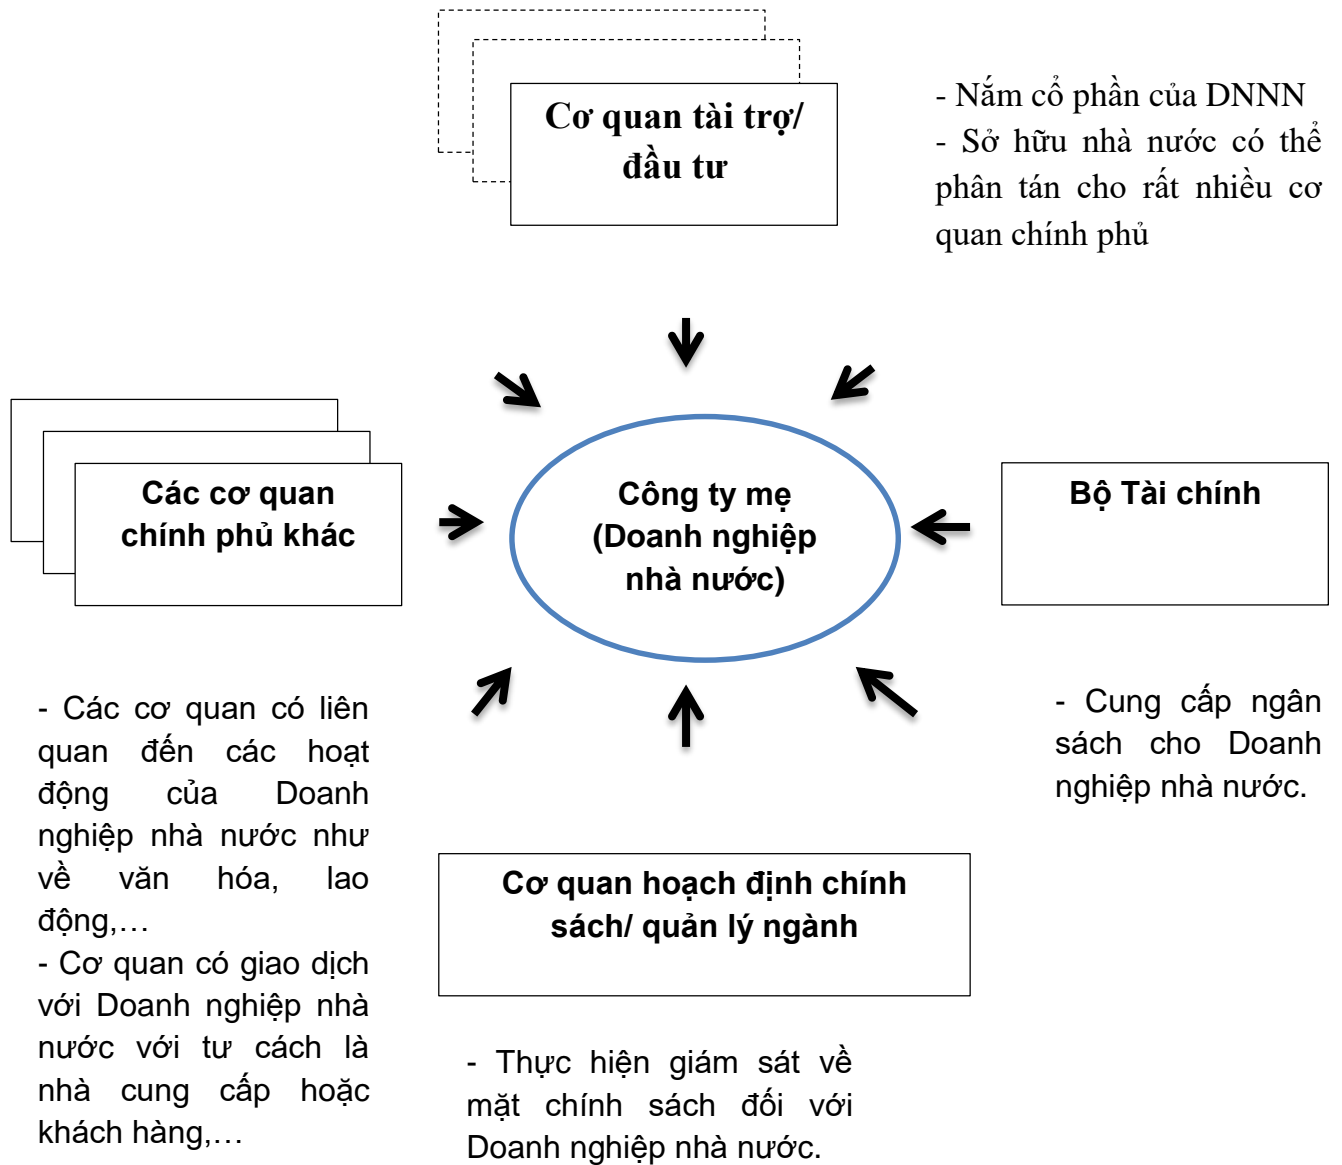 Cơ quan tài trợ/
đầu tư
- Nắm cổ phần của DNNN
- Sở hữu nhà nước có thể
phân tán cho rất nhiều cơ
quan chính phủ
Các cơ quan
chính phủ khác
Công ty mẹ
(Doanh nghiệp
nhà nước)
Bộ Tài chính
- Các cơ quan có liên
quan đến các hoạt
động của Doanh
nghiệp nhà nước như
về văn hóa, lao
động,…
- Cơ quan có giao dịch
với Doanh nghiệp nhà
nước với tư cách là
nhà cung cấp hoặc
khách hàng,…
- Cung cấp ngân
sách cho Doanh
nghiệp nhà nước.
Cơ quan hoạch định chính
sách/ quản lý ngành
- Thực hiện giám sát về
mặt chính sách đối với
Doanh nghiệp nhà nước.